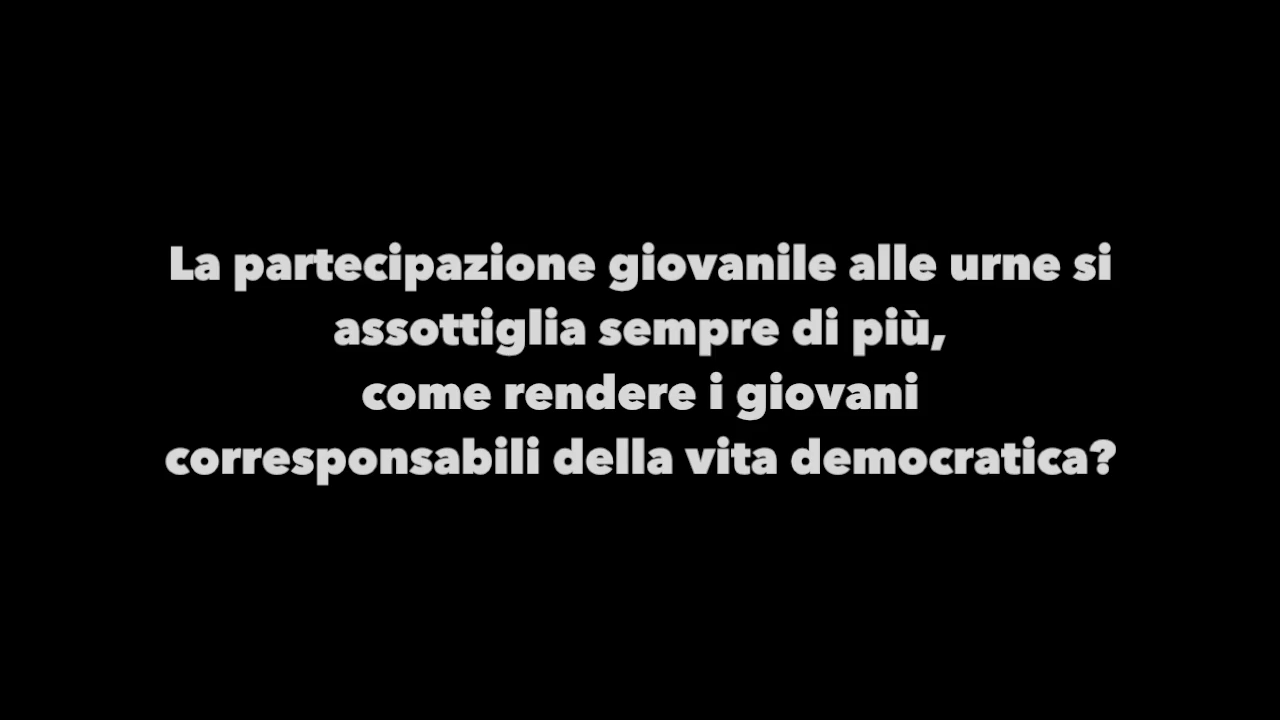 La partecipazione giovanile alle urne si
assottiglia sempre di più,
come rendere i giovani
corresponsabili della vita democratica?